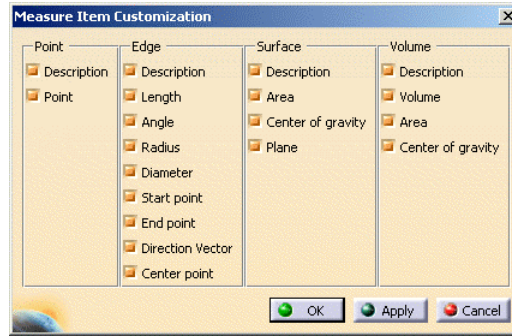 Measure Item Customization
Point
Description
Point
Edge
Description
Length
Angle
Radius
Diameter
Start point
End point
Direction Vector
Center point
Surface
Description
Area
Center of gravity
Plane
Volume
Description
Volume
Area
Center of gravity
OK
Apply
Cancel